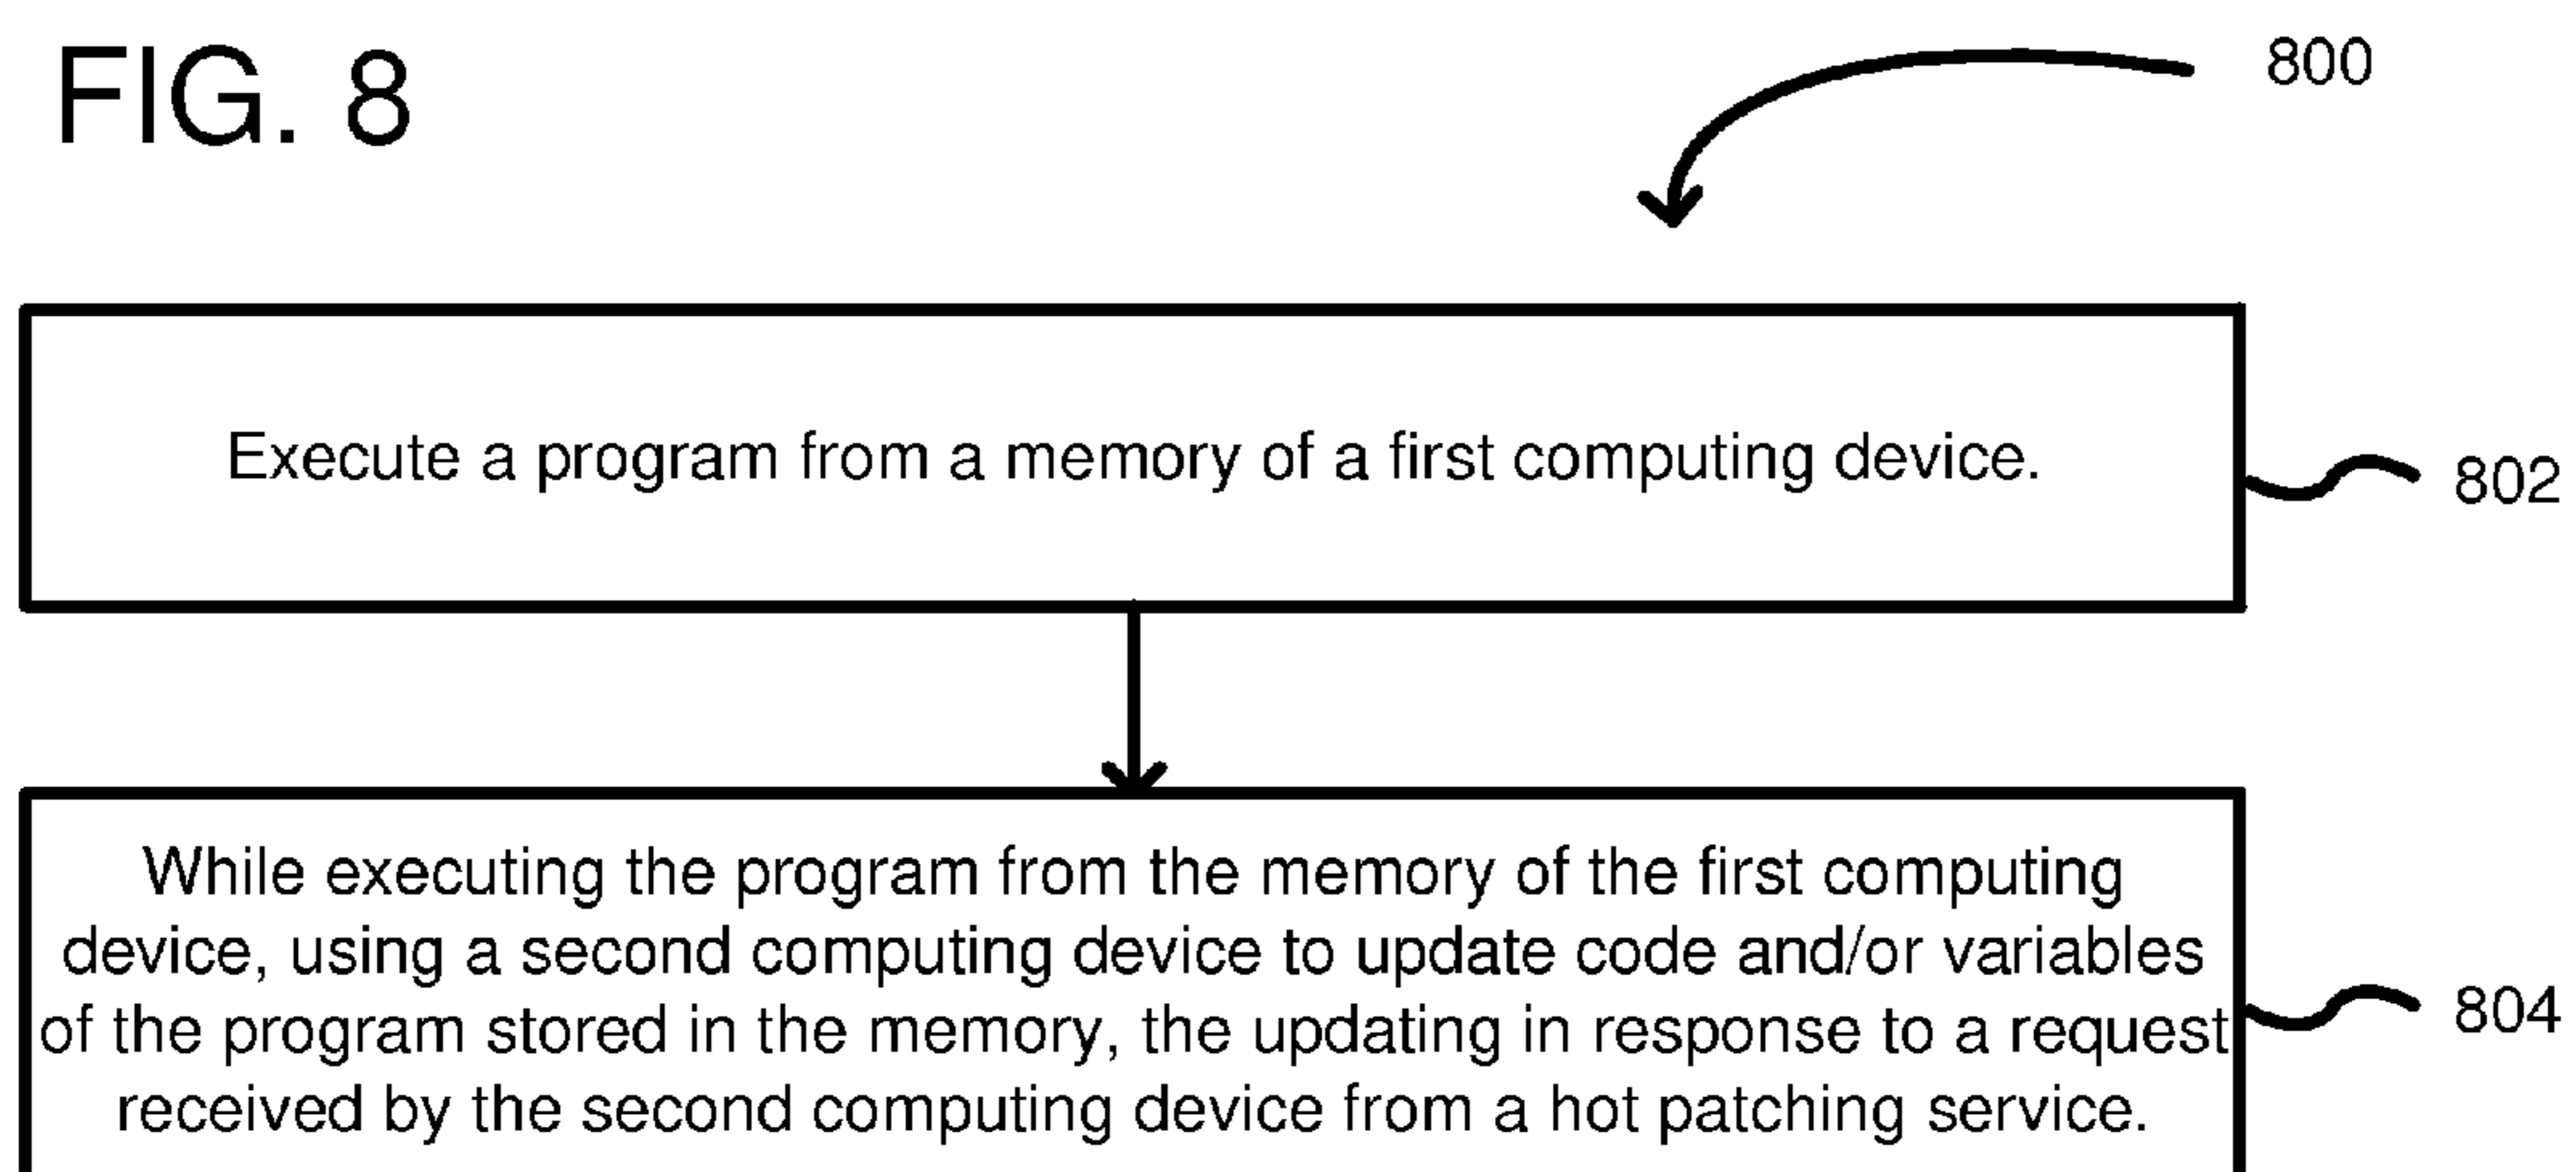 FIG. 8
800
Execute a program from a memory of a first computing device.
802
While executing the program from the memory of the first computing
device, using a second computing device to update code and/or variables
of the program stored in the memory, the updating in response to a request
received by the second computing device from a hot patching service.
804